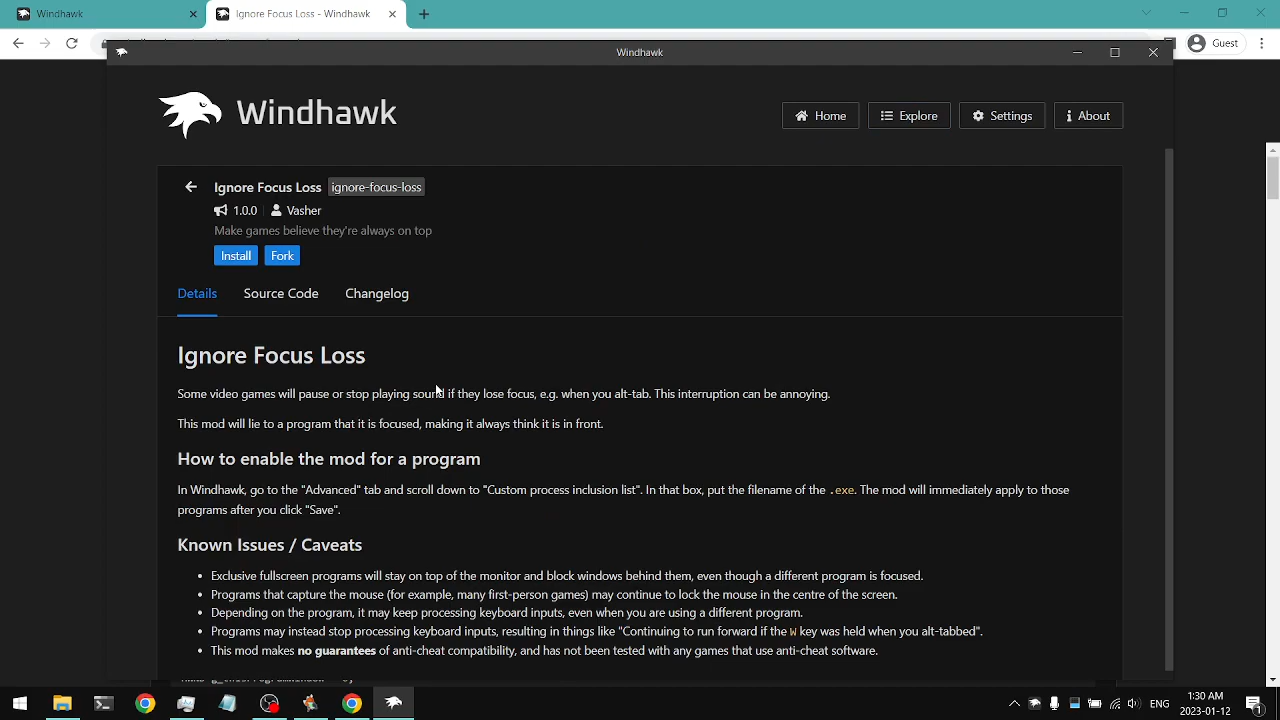 Windhawk
Ignore Focus Loss - Windhawk
Guest
Windhawk
Windhawk
Home
Explore
Settings
About
Ignore Focus Loss ignore-focus-loss
1.0.0 Vasher
Make games believe they're always on top
Install Fork
Details Source Code Changelog
Ignore Focus Loss
Some video games will pause or stop playing sound if they lose focus, e.g. when you alt-tab. This interruption can be annoying.
This mod will lie to a program that it is focused, making it always think it is in front.
How to enable the mod for a program
In Windhawk, go to the "Advanced" tab and scroll down to "Custom process inclusion list". In that box, put the filename of the .exe. The mod will immediately apply to those
programs after you click "Save".
Known Issues / Caveats
• Exclusive fullscreen programs will stay on top of the monitor and block windows behind them, even though a different program is focused.
• Programs that capture the mouse (for example, many first-person games) may continue to lock the mouse in the centre of the screen.
• Depending on the program, it may keep processing keyboard inputs, even when you are using a different program.
• Programs may instead stop processing keyboard inputs, resulting in things like "Continuing to run forward if the W key was held when you alt-tabbed".
• This mod makes no guarantees of anti-cheat compatibility, and has not been tested with any games that use anti-cheat software.
ENG
1:30 AM
2023-01-12
1